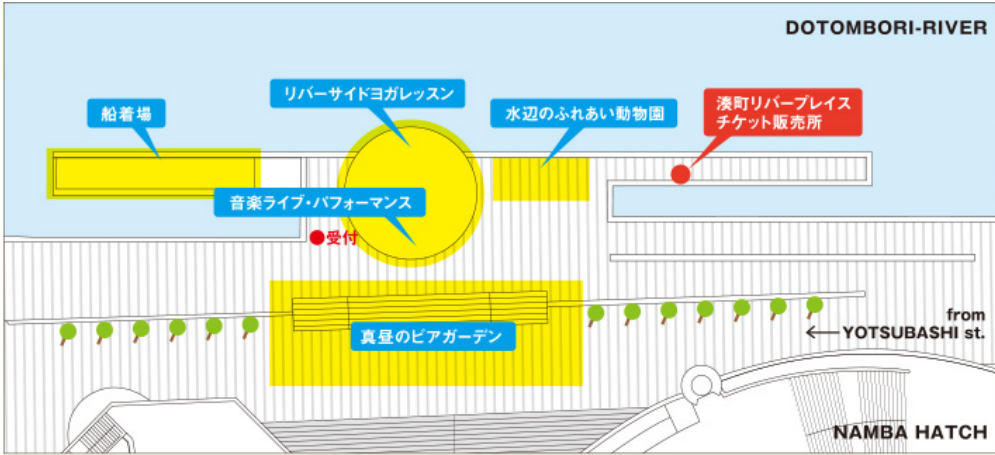 DOTOMBORI-RIVER
船着場
リバーサイドヨガレッスン
水辺のふれあい動物園
湊町リバープレイス
チケット販売所
音楽ライブ・パフォーマンス
●受付
真昼のビアガーデン
from
←YOTSUBASHI st.
NAMBA HATCH